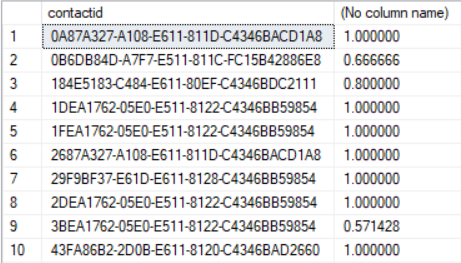 contactid (No column name)
1 0A87A327-A108-E611-811D-C4346BACD1A8 1.000000
2 0B6DB84D-A7F7-E511-811C-FC15B42886E8 0.666666
3 184E5183-C484-E611-80EF-C4346BDC2111 0.800000
4 1DEA1762-05E0-E511-8122-C4346BB59854 1.000000
5 1FEA1762-05E0-E511-8122-C4346BB59854 1.000000
6 2687A327-A108-E611-811D-C4346BACD1A8 1.000000
7 29F9BF37-E61D-E611-8128-C4346BB59854 1.000000
8 2DEA1762-05E0-E511-8122-C4346BB59854 1.000000
9 3BEA1762-05E0-E511-8122-C4346BB59854 0.571428
10 43FA86B2-2D0B-E611-8120-C4346BAD2660 1.000000